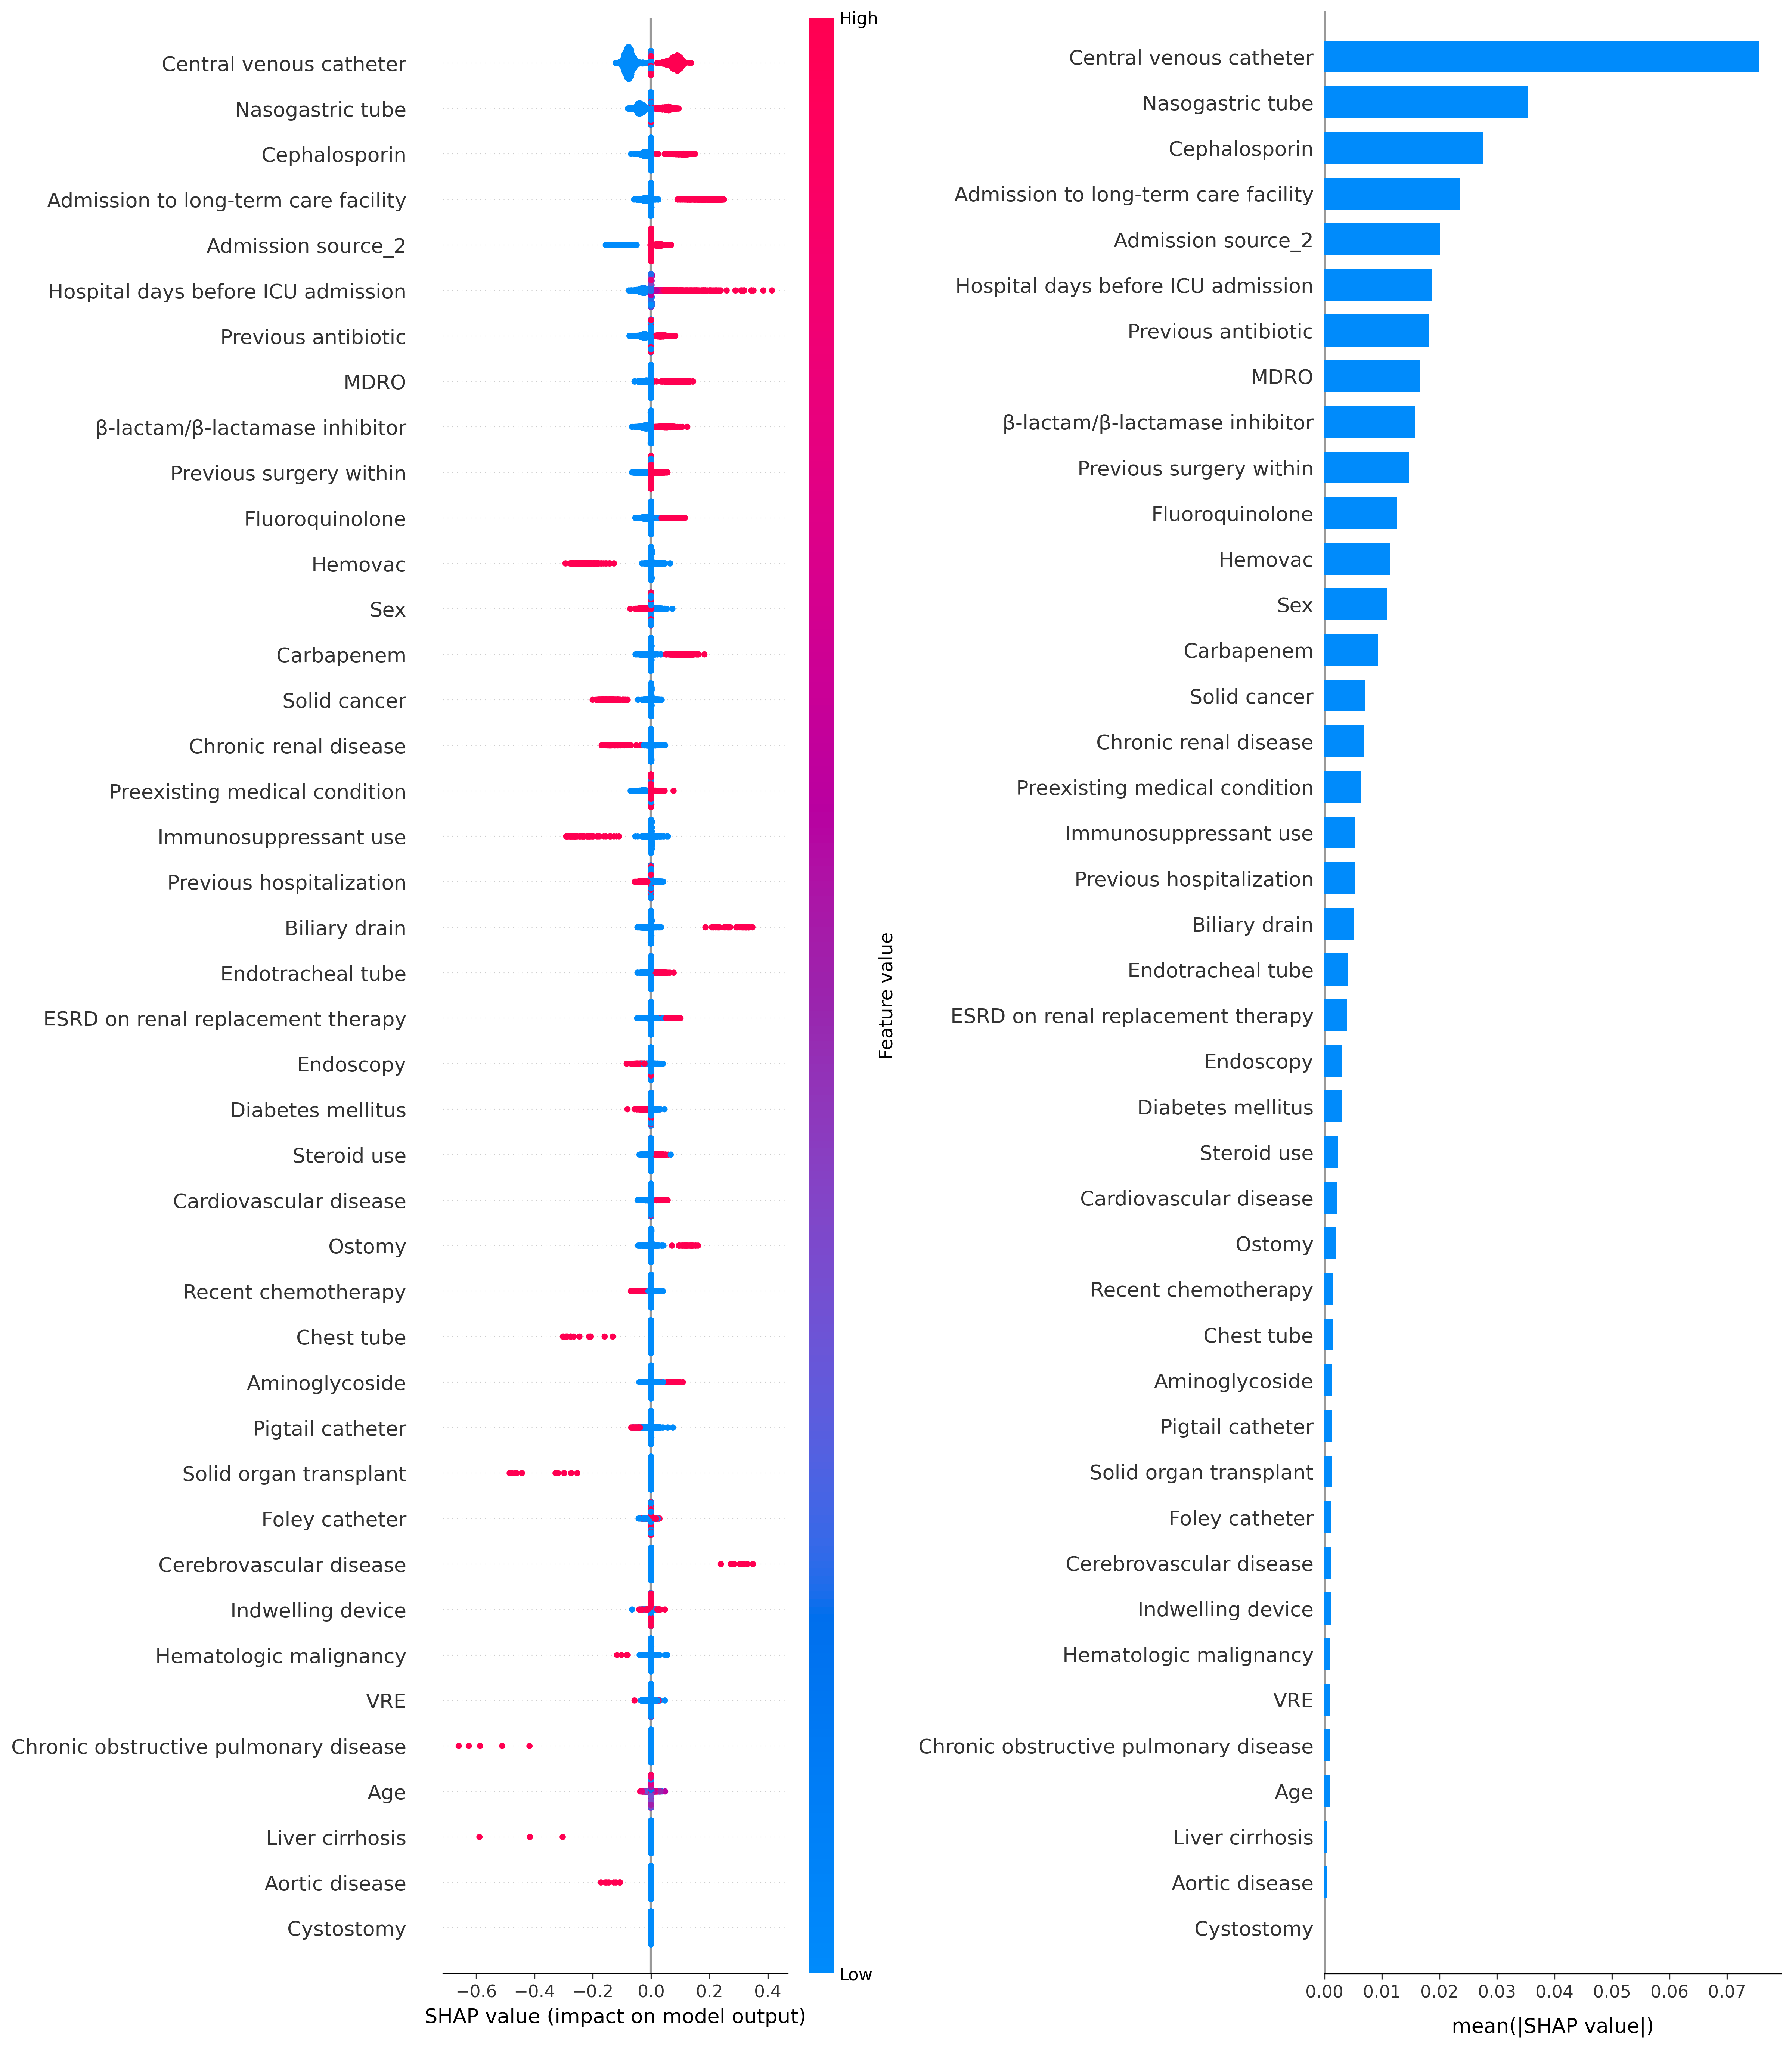 Central venous catheter
Nasogastric tube
Cephalosporin
Admission to long-term care facility
Admission source_2
Hospital days before ICU admission
Previous antibiotic
MDRO
β-lactam/β-lactamase inhibitor
Previous surgery within
Fluoroquinolone
Hemovac
Sex
Carbapenem
Solid cancer
Chronic renal disease
Preexisting medical condition
Immunosuppressant use
Previous hospitalization
Biliary drain
Endotracheal tube
ESRD on renal replacement therapy
Endoscopy
Diabetes mellitus
Steroid use
Cardiovascular disease
Ostomy
Recent chemotherapy
Chest tube
Aminoglycoside
Pigtail catheter
Solid organ transplant
Foley catheter
Cerebrovascular disease
Indwelling device
Hematologic malignancy
VRE
Chronic obstructive pulmonary disease
Age
Liver cirrhosis
Aortic disease
Cystostomy
−0.6 −0.4 −0.2 0.0 0.2 0.4
SHAP value (impact on model output)
High
Feature value
Low
Central venous catheter
Nasogastric tube
Cephalosporin
Admission to long-term care facility
Admission source_2
Hospital days before ICU admission
Previous antibiotic
MDRO
β-lactam/β-lactamase inhibitor
Previous surgery within
Fluoroquinolone
Hemovac
Sex
Carbapenem
Solid cancer
Chronic renal disease
Preexisting medical condition
Immunosuppressant use
Previous hospitalization
Biliary drain
Endotracheal tube
ESRD on renal replacement therapy
Endoscopy
Diabetes mellitus
Steroid use
Cardiovascular disease
Ostomy
Recent chemotherapy
Chest tube
Aminoglycoside
Pigtail catheter
Solid organ transplant
Foley catheter
Cerebrovascular disease
Indwelling device
Hematologic malignancy
VRE
Chronic obstructive pulmonary disease
Age
Liver cirrhosis
Aortic disease
Cystostomy
0.00 0.01 0.02 0.03 0.04 0.05 0.06 0.07
mean(|SHAP value|)